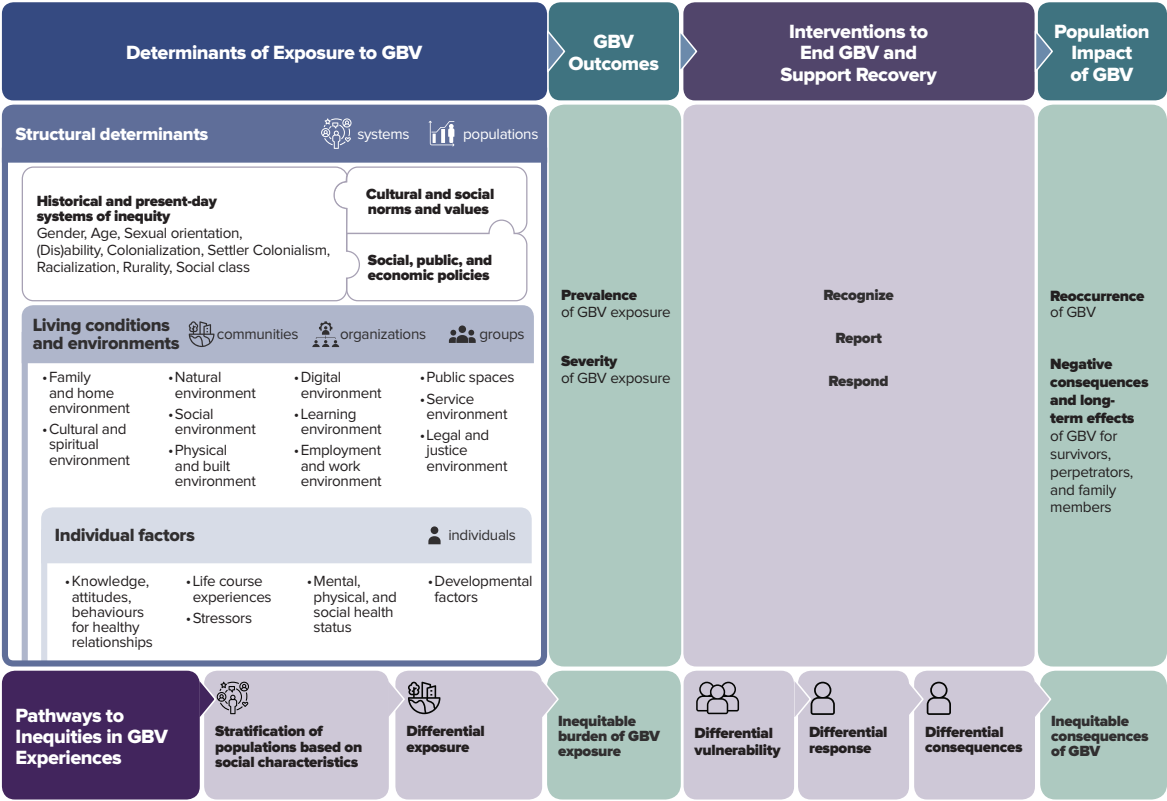 Determinants of Exposure to GBV
GBV
Outcomes
Interventions to
End GBV and
Support Recovery
Population
Impact
of GBV
Structural determinants
systems
populations
Historical and present-day
systems of inequity
Gender, Age, Sexual orientation,
(Dis)ability, Colonialization, Settler Colonialism,
Racialization, Rurality, Social class
Cultural and social
norms and values
Social, public, and
economic policies
Living conditions
and environments
communities
organizations
groups
• Family
and home
environment
• Cultural and
spiritual
environment
• Natural
environment
• Social
environment
• Physical
and built
environment
• Digital
environment
• Learning
environment
• Employment
and work
environment
• Public spaces
• Service
environment
• Legal and
justice
environment
Individual factors
individuals
• Knowledge,
attitudes,
behaviours
for healthy
relationships
• Life course
experiences
• Stressors
• Mental,
physical, and
social health
status
• Developmental
factors
Prevalence
of GBV exposure
Severity
of GBV exposure
Recognize
Report
Respond
Reoccurrence
of GBV
Negative
consequences
and long-
term effects
of GBV for
survivors,
perpetrators,
and family
members
Pathways to
Inequities in GBV
Experiences
Stratification of
populations based on
social characteristics
Differential
exposure
Inequitable
burden of GBV
exposure
Differential
vulnerability
Differential
response
Differential
consequences
Inequitable
consequences
of GBV